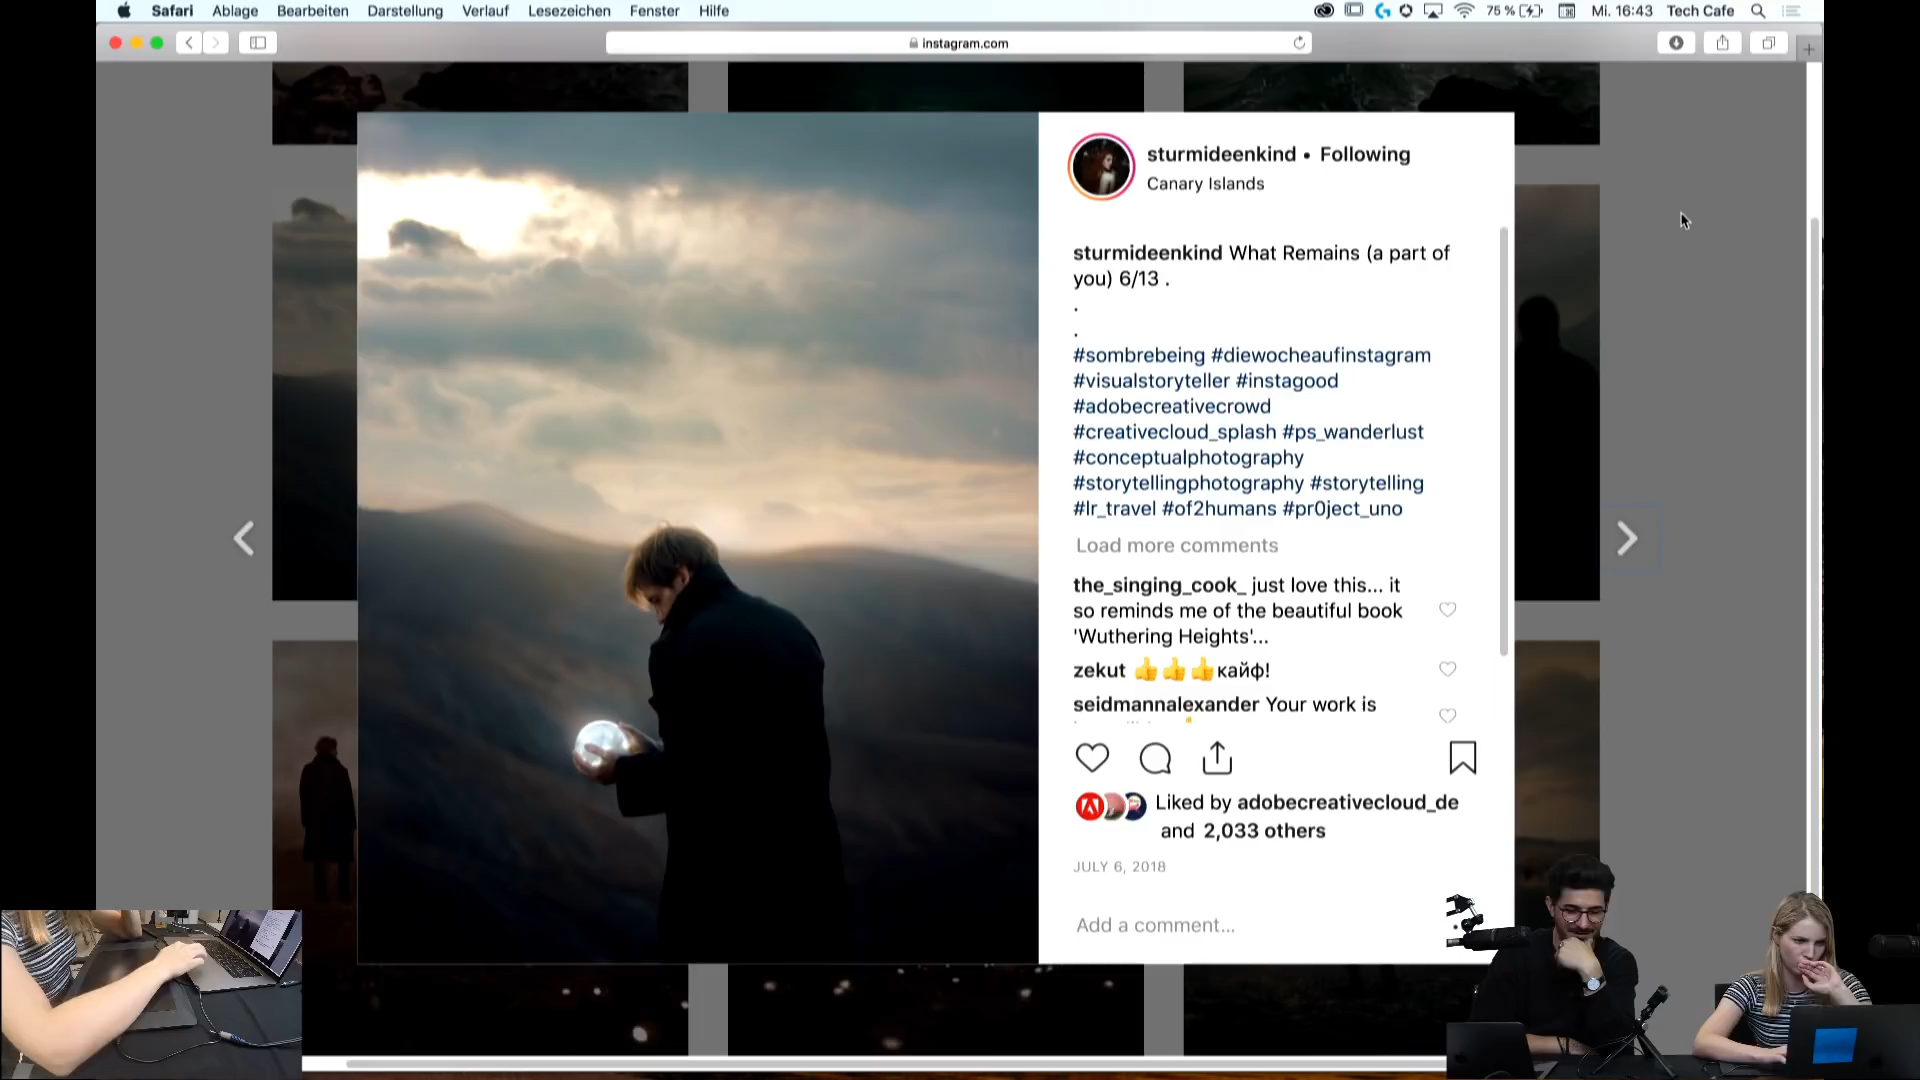 Safari Ablage Bearbeiten Darstellung Verlauf Lesezeichen Fenster Hilfe 75 % Mi. 16:43 Tech Cafe
instagram.com
sturmideenkind • Following
Canary Islands
sturmideenkind What Remains (a part of
you) 6/13 .
.
.
#sombrebeing #diewocheaufinstagram
#visualstoryteller #instagood
#adobecreativecrowd
#creativecloud_splash #ps_wanderlust
#conceptualphotography
#storytellingphotography #storytelling
#lr_travel #of2humans #pr0ject_uno
Load more comments
the_singing_cook_ just love this... it
so reminds me of the beautiful book
'Wuthering Heights'...
zekut 👍👍👍кайф!
seidmannalexander Your work is
Liked by adobecreativecloud_de
and 2,033 others
JULY 6, 2018
Add a comment...